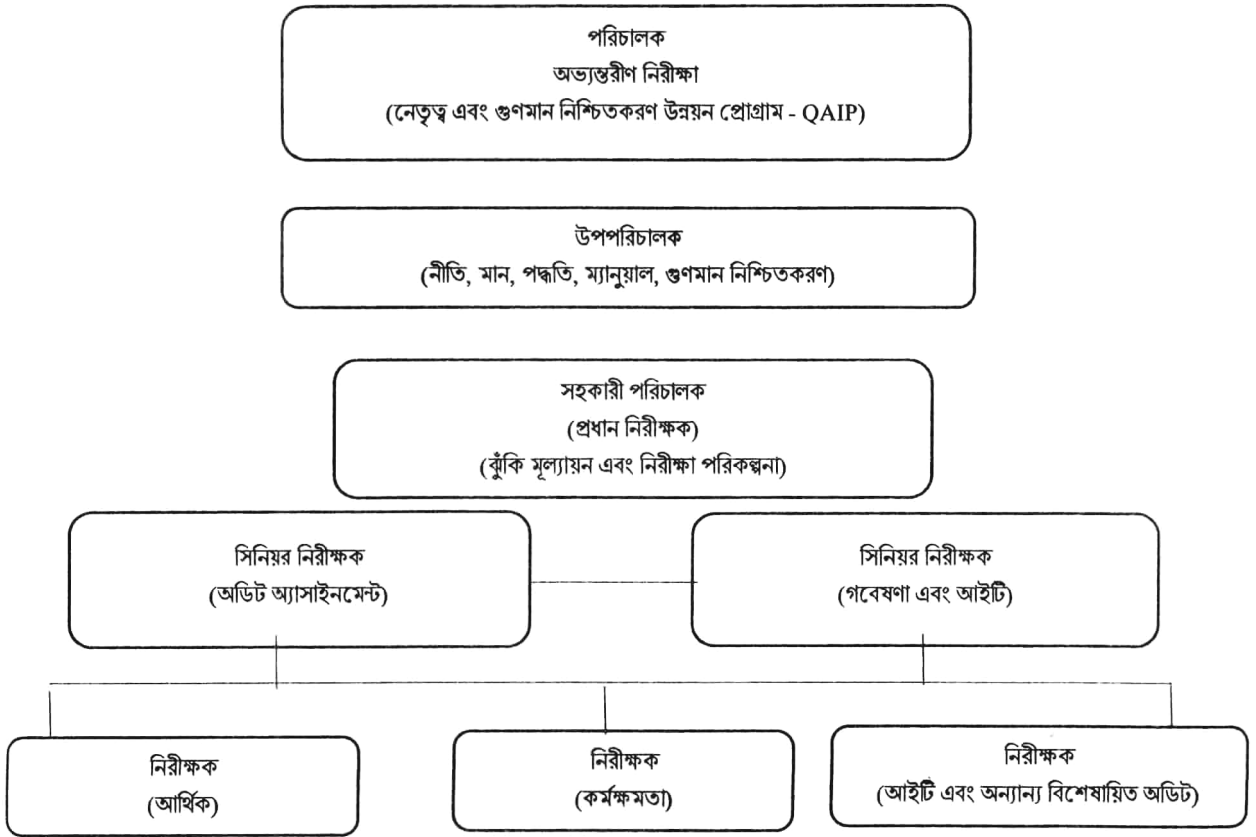 পরিচালক
অভ্যন্তরীণ নিরীক্ষা
(নেতৃত্ব এবং গুণমান নিশ্চিতকরণ উন্নয়ন প্রোগ্রাম - QAIP)
উপপরিচালক
(নীতি, মান, পদ্ধতি, ম্যানুয়াল, গুণমান নিশ্চিতকরণ)
সহকারী পরিচালক
(প্রধান নিরীক্ষক)
(ঝুঁকি মূল্যায়ন এবং নিরীক্ষা পরিকল্পনা)
সিনিয়র নিরীক্ষক
(অডিট অ্যাসাইনমেন্ট)
সিনিয়র নিরীক্ষক
(গবেষণা এবং আইটি)
নিরীক্ষক
(আর্থিক)
নিরীক্ষক
(কর্মক্ষমতা)
নিরীক্ষক
(আইটি এবং অন্যান্য বিশেষায়িত অডিট)